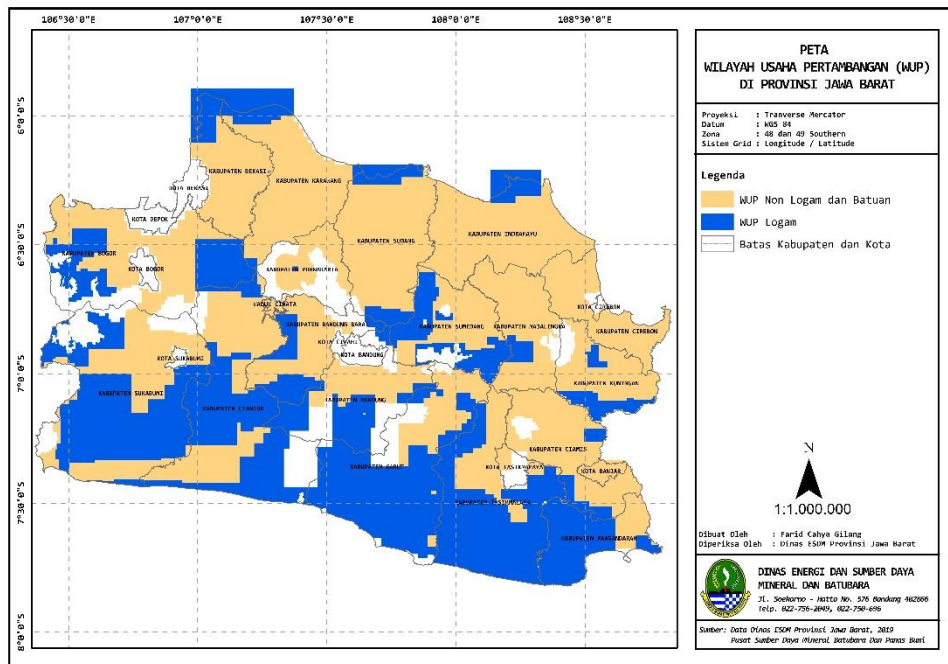 106°30'0"E 107°0'0"E 107°30'0"E 108°0'0"E 108°30'0"E
6°0'0"S
6°30'0"S
7°0'0"S
7°30'0"S
8°0'0"S
KABUPATEN BEKASI
KABUPATEN KARAWANG
KOTA BEKASI
KOTA DEPOK
KABUPATEN SUBANG
KABUPATEN INDRAMAYU
KABUPATEN BOGOR
KOTA BOGOR
KABUPATEN PURWAKARTA
WADUK CIRATA
KOTA CIREBON
KABUPATEN BANDUNG BARAT
KABUPATEN SUMEDANG
KABUPATEN MAJALENGKA
KABUPATEN CIREBON
KOTA CIMAHI
KOTA BANDUNG
KOTA SUKABUMI
KABUPATEN KUNINGAN
KABUPATEN SUKABUMI
KABUPATEN CIANJUR
KABUPATEN BANDUNG
KABUPATEN CIAMIS
KABUPATEN GARUT
KOTA TASIKMALAYA
KOTA BANJAR
KABUPATEN TASIKMALAYA
KABUPATEN PANGANDARAN
PETA
WILAYAH USAHA PERTAMBANGAN (WUP)
DI PROVINSI JAWA BARAT
Proyeksi : Tranverse Mercator
Datum : WGS 84
Zona : 48 dan 49 Southern
Sistem Grid : Longitude / Latitude
Legenda
WUP Non Logam dan Batuan
WUP Logam
Batas Kabupaten dan Kota
N
1:1.000.000
Dibuat Oleh : Farid Cahya Gilang
Diperiksa Oleh : Dinas ESDM Provinsi Jawa Barat
DINAS ENERGI DAN SUMBER DAYA
MINERAL DAN BATUBARA
Jl. Soekarno - Hatta No. 576 Bandung 402866
Telp. 022-756-2049, 022-750-696
Sumber: Data Dinas ESDM Provinsi Jawa Barat, 2019
Pusat Sumber Daya Mineral Batubara Dan Panas Bumi